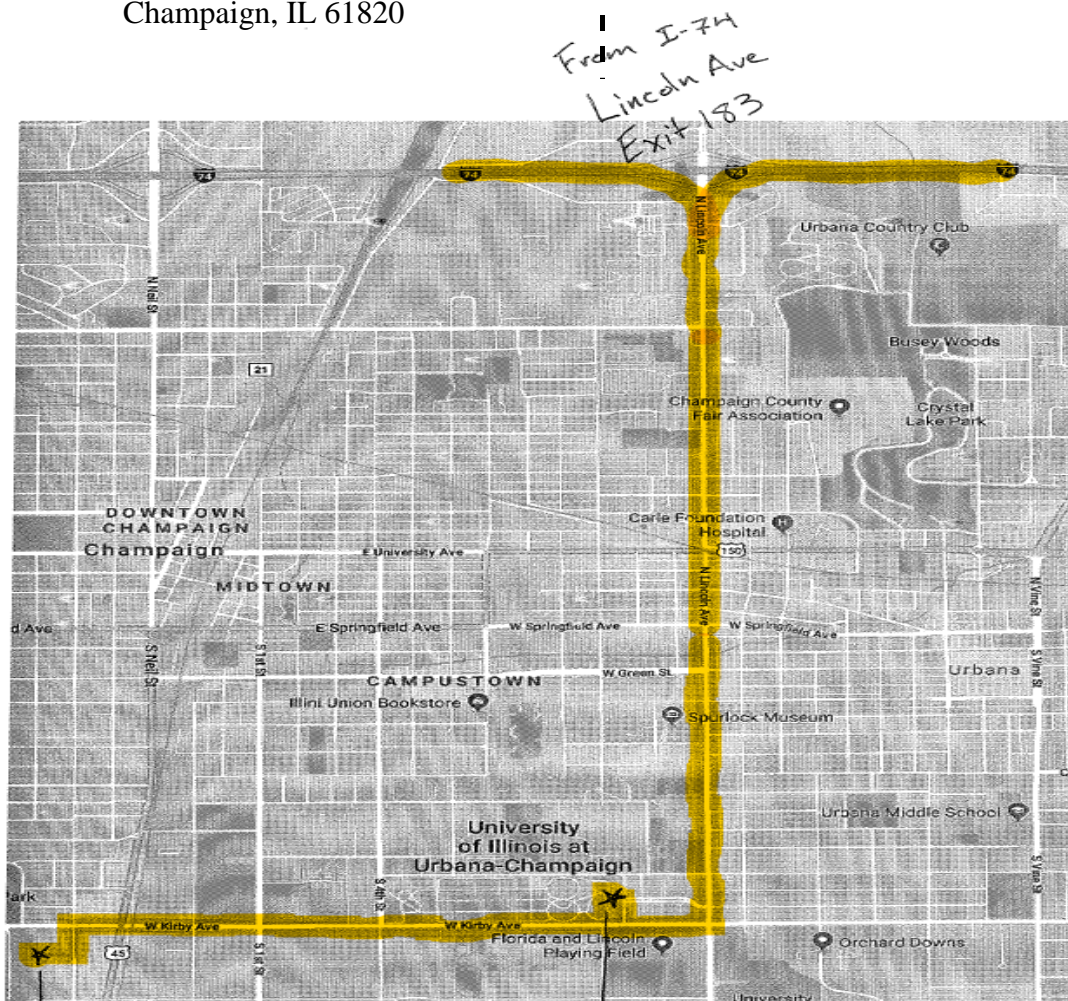 Champaign, IL 61820
From I-74
Lincoln Ave
Exit 183
74
74
74
74
N Lincoln Ave
Urbana Country Club
N Neil St
Busey Woods
21
Champaign County
Fair Association
Crystal
Lake Park
DOWNTOWN
CHAMPAIGN
Champaign
Carle Foundation
Hospital
E University Ave
150
MIDTOWN
N Lincoln Ave
N Vine St
d Ave
E Springfield Ave
W Springfield Ave
W Springfield Ave
S Neil St
S 1st St
W Green St
Urbana
S Vine St
CAMPUSTOWN
Illini Union Bookstore
Spurlock Museum
Urbana Middle School
University
of Illinois at
Urbana-Champaign
S Vine St
ark
S 4th St
W Kirby Ave
W Kirby Ave
45
S 1st St
Florida and Lincoln
Playing Field
Orchard Downs
University